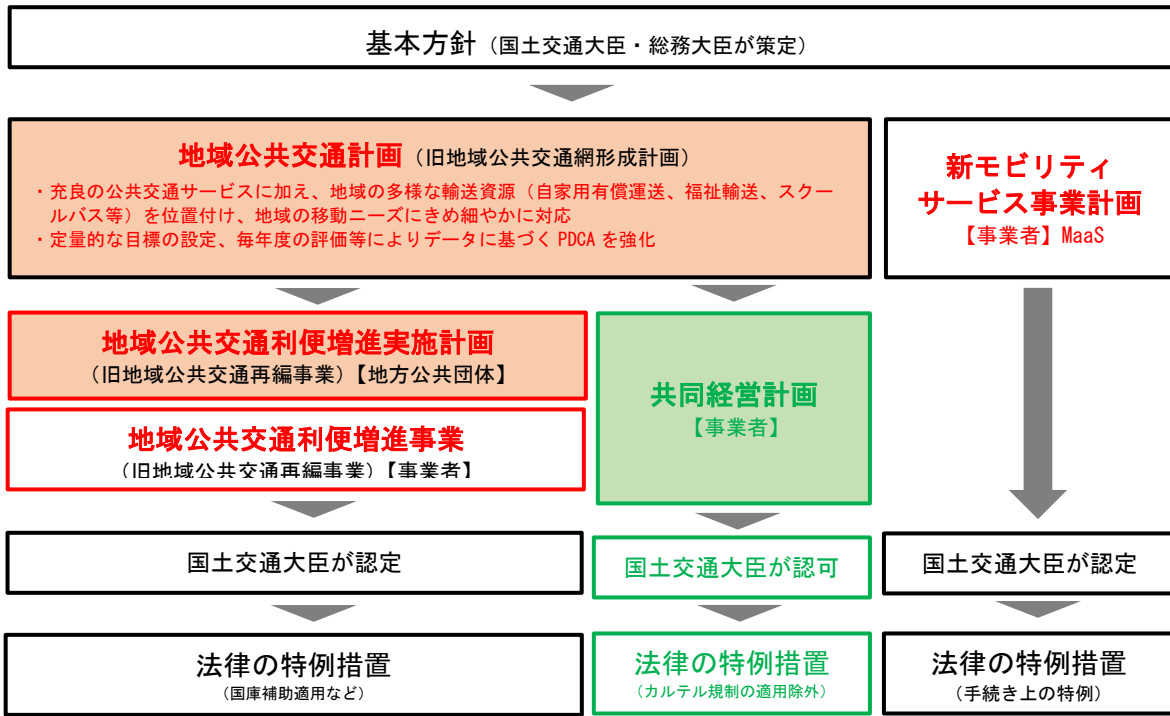 基本方針（国土交通大臣・総務大臣が策定）
地域公共交通計画（旧地域公共交通網形成計画）
・充良の公共交通サービスに加え、地域の多様な輸送資源（自家用有償運送、福祉輸送、スクー
ルバス等）を位置付け、地域の移動ニーズにきめ細やかに対応
・定量的な目標の設定、毎年度の評価等によりデータに基づく PDCA を強化
新モビリティ
サービス事業計画
【事業者】MaaS
地域公共交通利便増進実施計画
（旧地域公共交通再編事業）【地方公共団体】
地域公共交通利便増進事業
（旧地域公共交通再編事業）【事業者】
共同経営計画
【事業者】
国土交通大臣が認定
国土交通大臣が認可
国土交通大臣が認定
法律の特例措置
（国庫補助適用など）
法律の特例措置
（カルテル規制の適用除外）
法律の特例措置
（手続き上の特例）